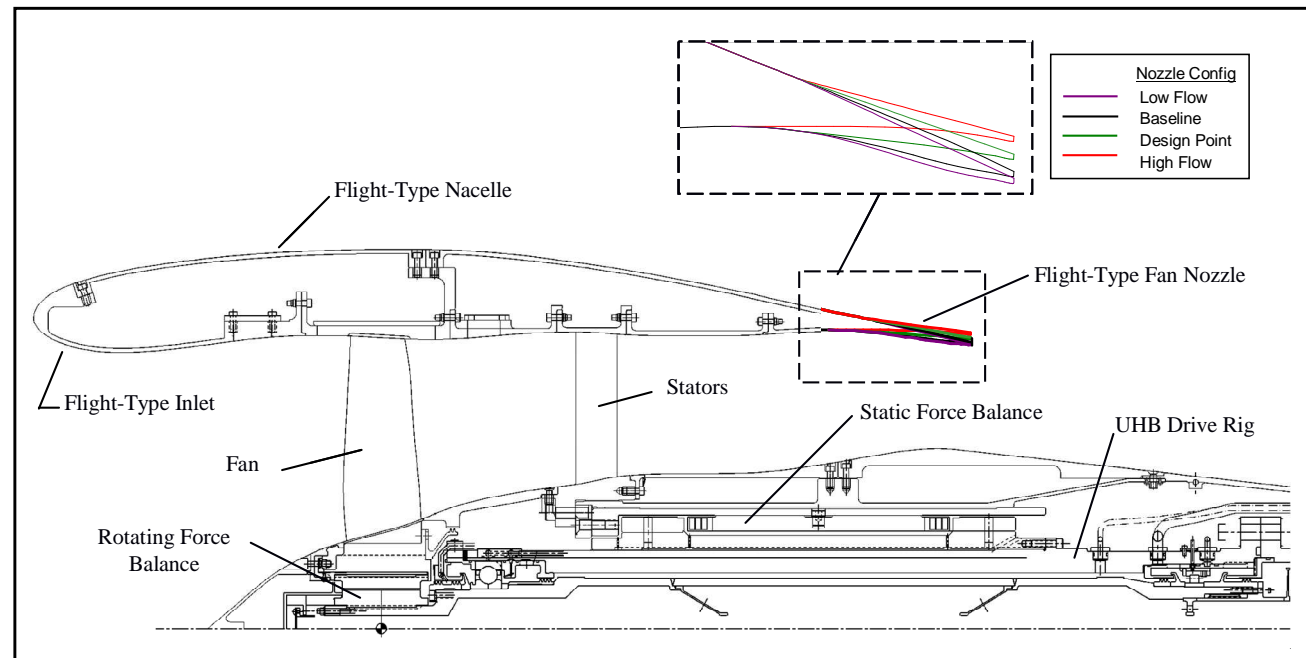 Nozzle Config
Low Flow
Baseline
Design Point
High Flow
Flight-Type Nacelle
Flight-Type Fan Nozzle
Flight-Type Inlet
Stators
Static Force Balance
UHB Drive Rig
Fan
Rotating Force
Balance